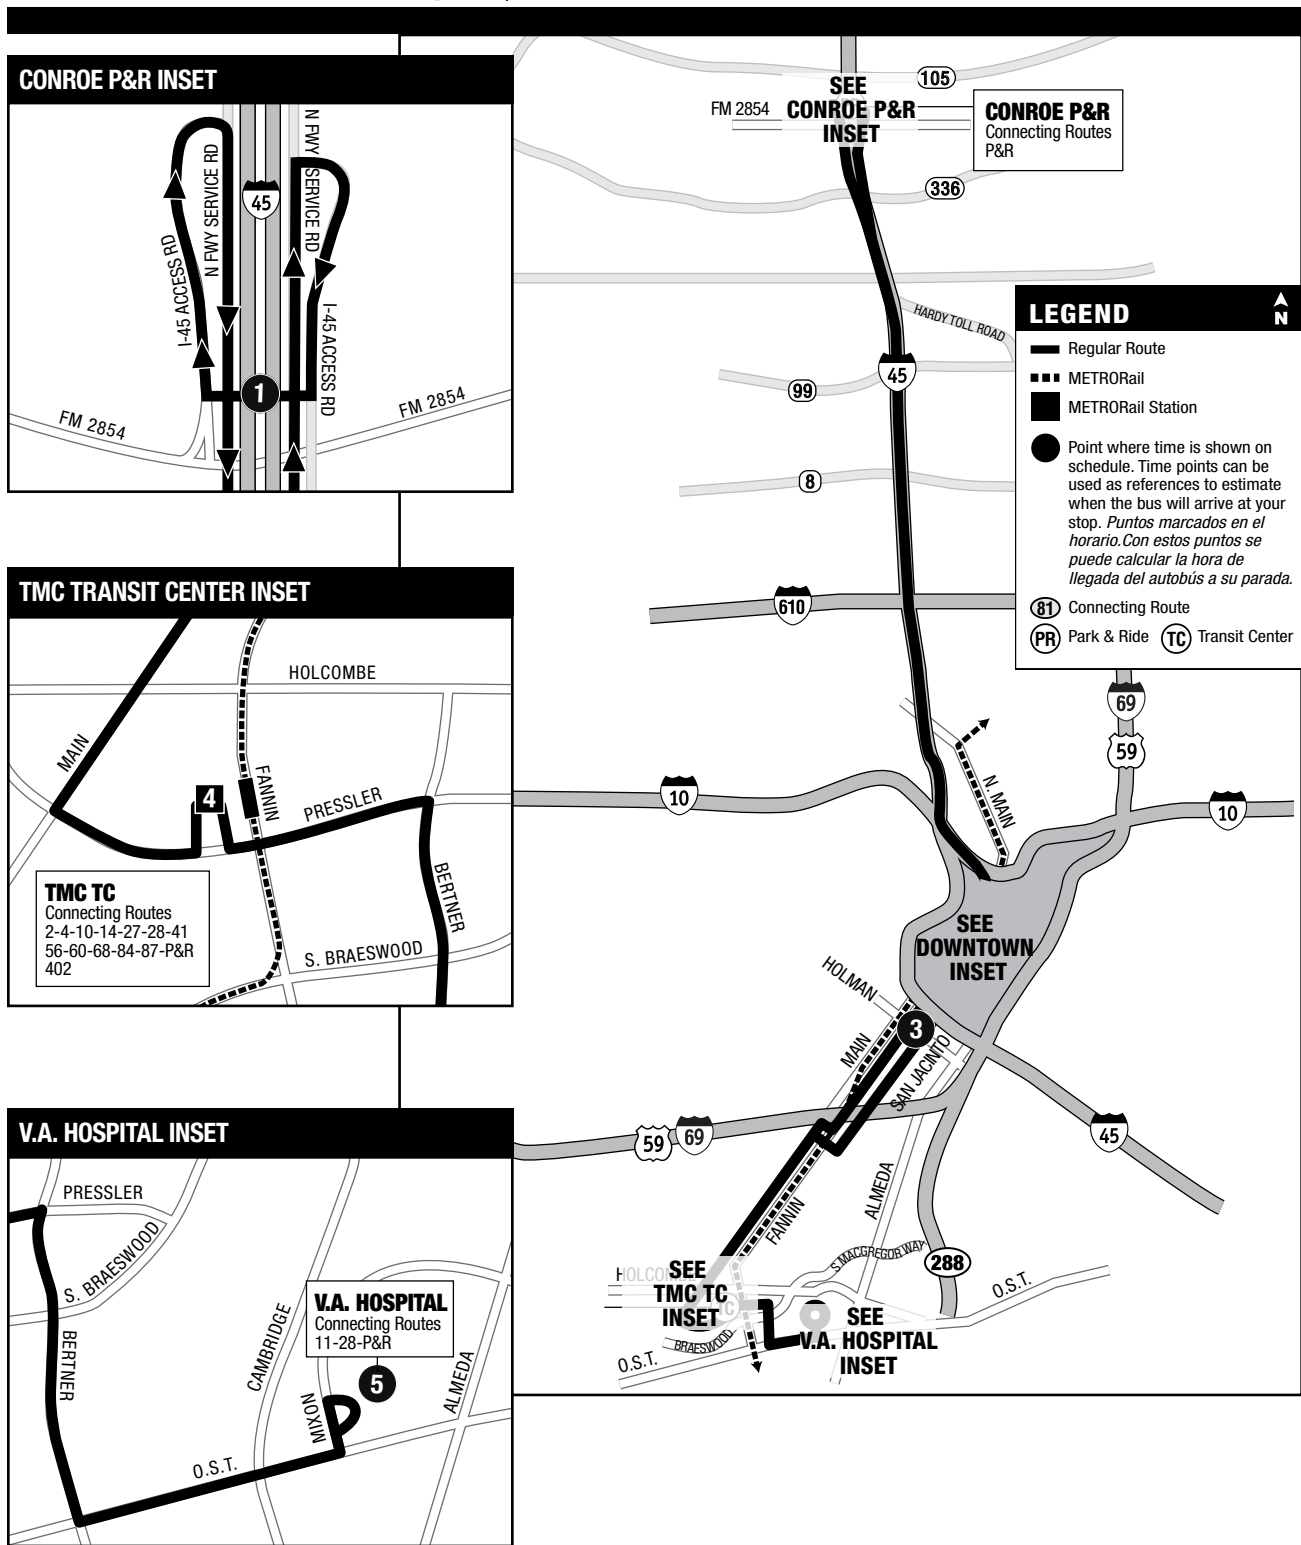 CONROE P&R INSET
N FWY SERVICE RD
N FWY SERVICE RD
45
I-45 ACCESS RD
I-45 ACCESS RD
1
FM 2854
FM 2854
TMC TRANSIT CENTER INSET
HOLCOMBE
MAIN
FANNIN
4
PRESSLER
BERTNER
TMC TC
Connecting Routes
2-4-10-14-27-28-41
56-60-68-84-87-P&R
402
S. BRAESWOOD
V.A. HOSPITAL INSET
PRESSLER
S. BRAESWOOD
BERTNER
CAMBRIDGE
V.A. HOSPITAL
Connecting Routes
11-28-P&R
5
MIXON
ALMEDA
O.S.T.
105
SEE
CONROE P&R
INSET
FM 2854
CONROE P&R
Connecting Routes
P&R
336
HARDY TOLL ROAD
45
99
8
610
LEGEND
N
Regular Route
METRORail
METRORail Station
Point where time is shown on
schedule. Time points can be
used as references to estimate
when the bus will arrive at your
stop. Puntos marcados en el
horario.Con estos puntos se
puede calcular la hora de
llegada del autobús a su parada.
81 Connecting Route
PR Park & Ride TC Transit Center
69
59
N. MAIN
10
10
SEE
DOWNTOWN
INSET
HOLMAN
3
MAIN
SAN JACINTO
59
69
45
ALMEDA
FANNIN
S.MACGREGOR WAY
288
HOLCOMBE
SEE
TMC TC
INSET
TC
BRAESWOOD
O.S.T.
O.S.T.
SEE
V.A. HOSPITAL
INSET